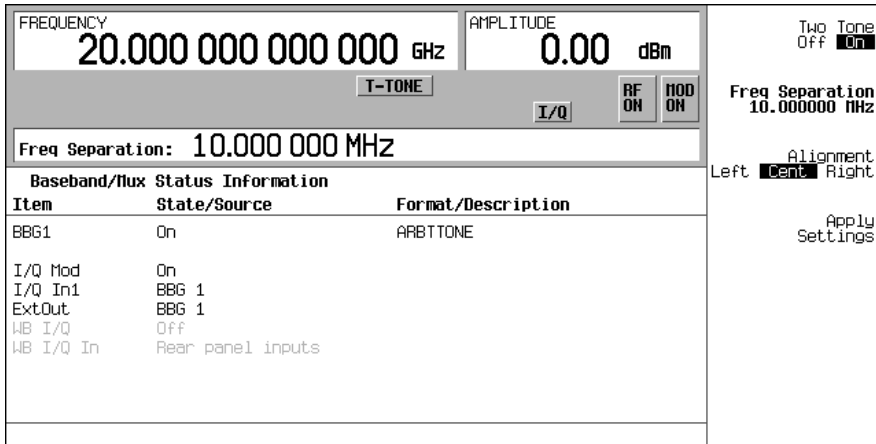 FREQUENCY
20.000 000 000 000 GHz
AMPLITUDE
0.00 dBm
T-TONE
I/Q
RF ON
MOD ON
Freq Separation: 10.000 000 MHz
Baseband/Mux Status Information
Item State/Source Format/Description
BBG1 On ARBTTONE
I/Q Mod On
I/Q In1 BBG 1
ExtOut BBG 1
WB I/Q Off
WB I/Q In Rear panel inputs
Two Tone
Off On
Freq Separation
10.000000 MHz
Alignment
Left Cent Right
Apply
Settings